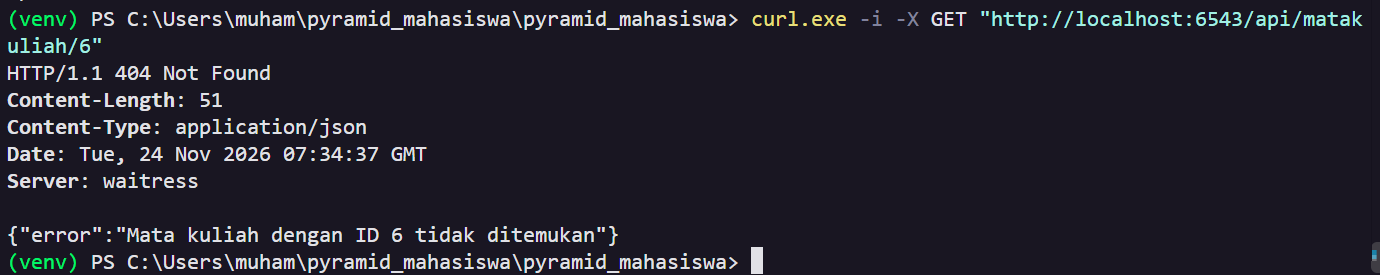 (venv) PS C:\Users\muham\pyramid_mahasiswa\pyramid_mahasiswa> curl.exe -i -X GET "http://localhost:6543/api/matak
uliah/6"
HTTP/1.1 404 Not Found
Content-Length: 51
Content-Type: application/json
Date: Tue, 24 Nov 2026 07:34:37 GMT
Server: waitress

{"error":"Mata kuliah dengan ID 6 tidak ditemukan"}
(venv) PS C:\Users\muham\pyramid_mahasiswa\pyramid_mahasiswa>